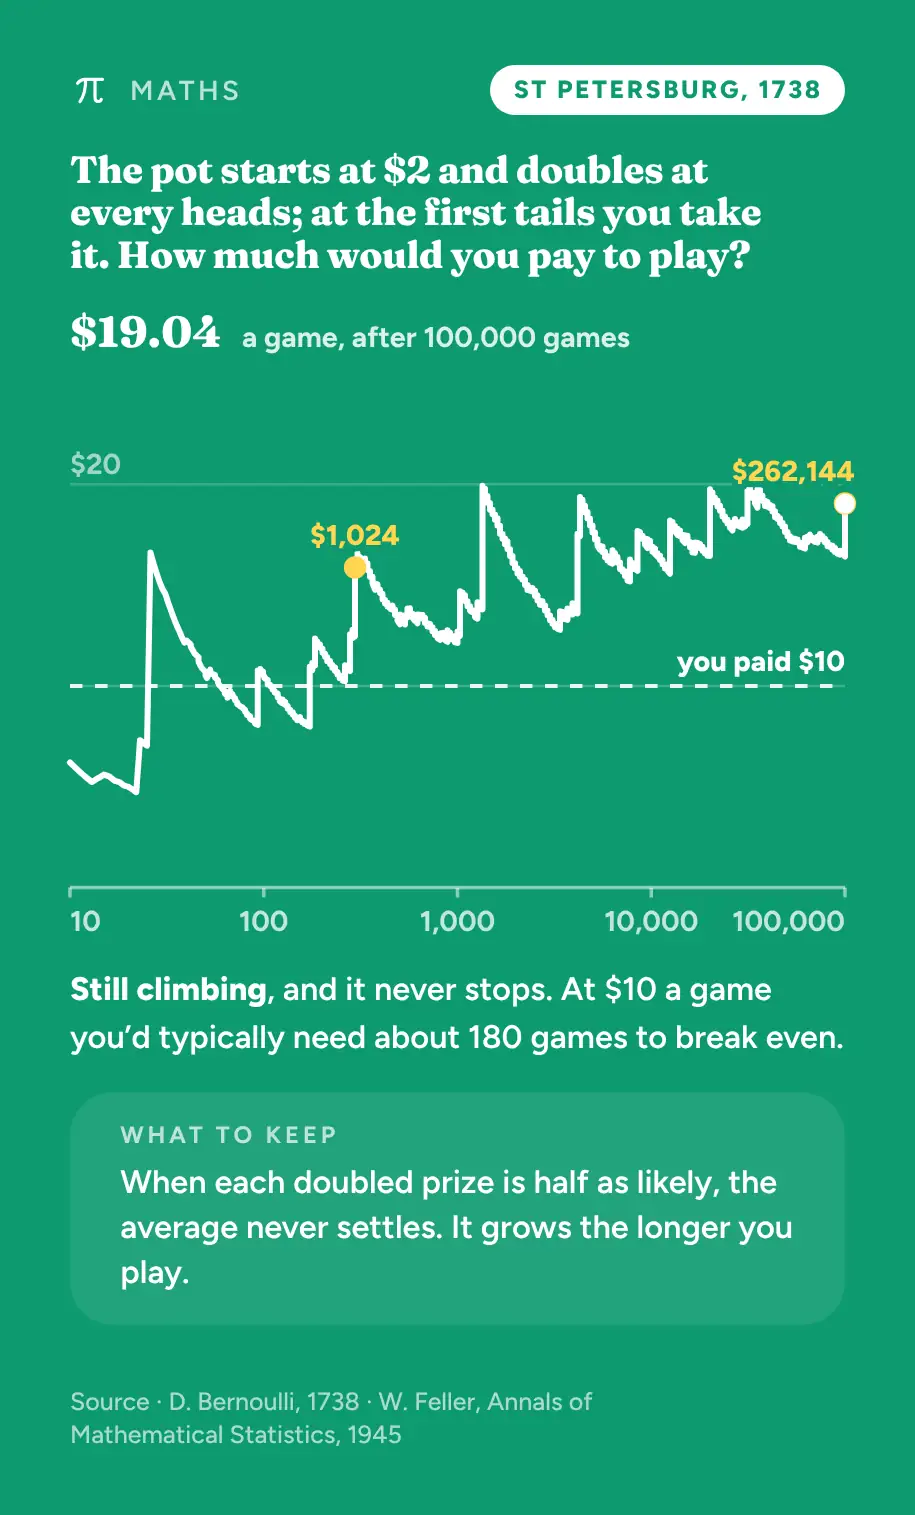 π MATHS
ST PETERSBURG, 1738
The pot starts at $2 and doubles at
every heads; at the first tails you take
it. How much would you pay to play?
$19.04 a game, after 100,000 games
$20
$262,144
$1,024
you paid $10
10 100 1,000 10,000 100,000
Still climbing, and it never stops. At $10 a game
you’d typically need about 180 games to break even.
WHAT TO KEEP
When each doubled prize is half as likely, the
average never settles. It grows the longer you
play.
Source · D. Bernoulli, 1738 · W. Feller, Annals of
Mathematical Statistics, 1945